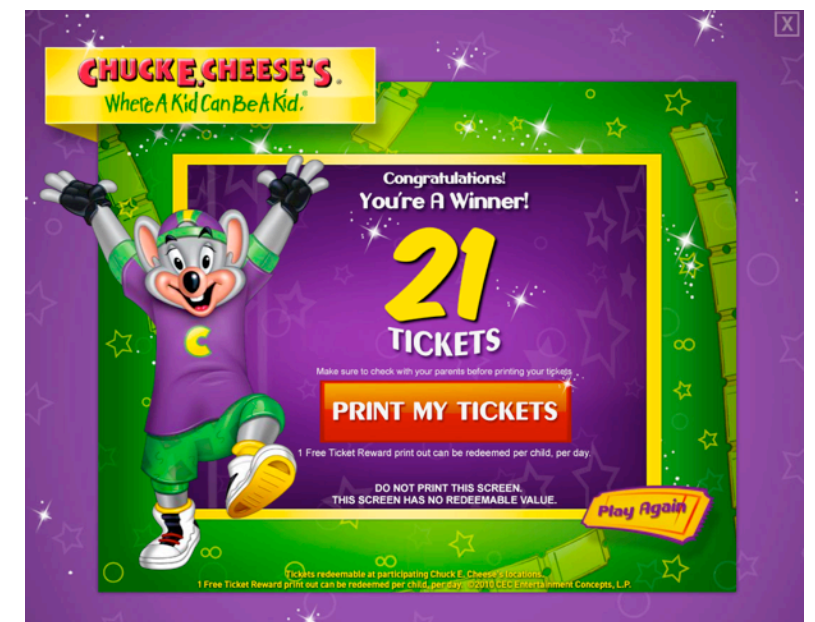 X
CHUCK E. CHEESE'S.
Where A Kid Can Be A Kid.®
Congratulations!
You're A Winner!
21
TICKETS
Make sure to check with your parents before printing your tickets
PRINT MY TICKETS
1 Free Ticket Reward print out can be redeemed per child, per day.
DO NOT PRINT THIS SCREEN.
THIS SCREEN HAS NO REDEEMABLE VALUE.
Play Again
C
Tickets redeemable at participating Chuck E. Cheese's locations.
1 Free Ticket Reward print out can be redeemed per child, per day. ©2010 CEC Entertainment Concepts, L.P.